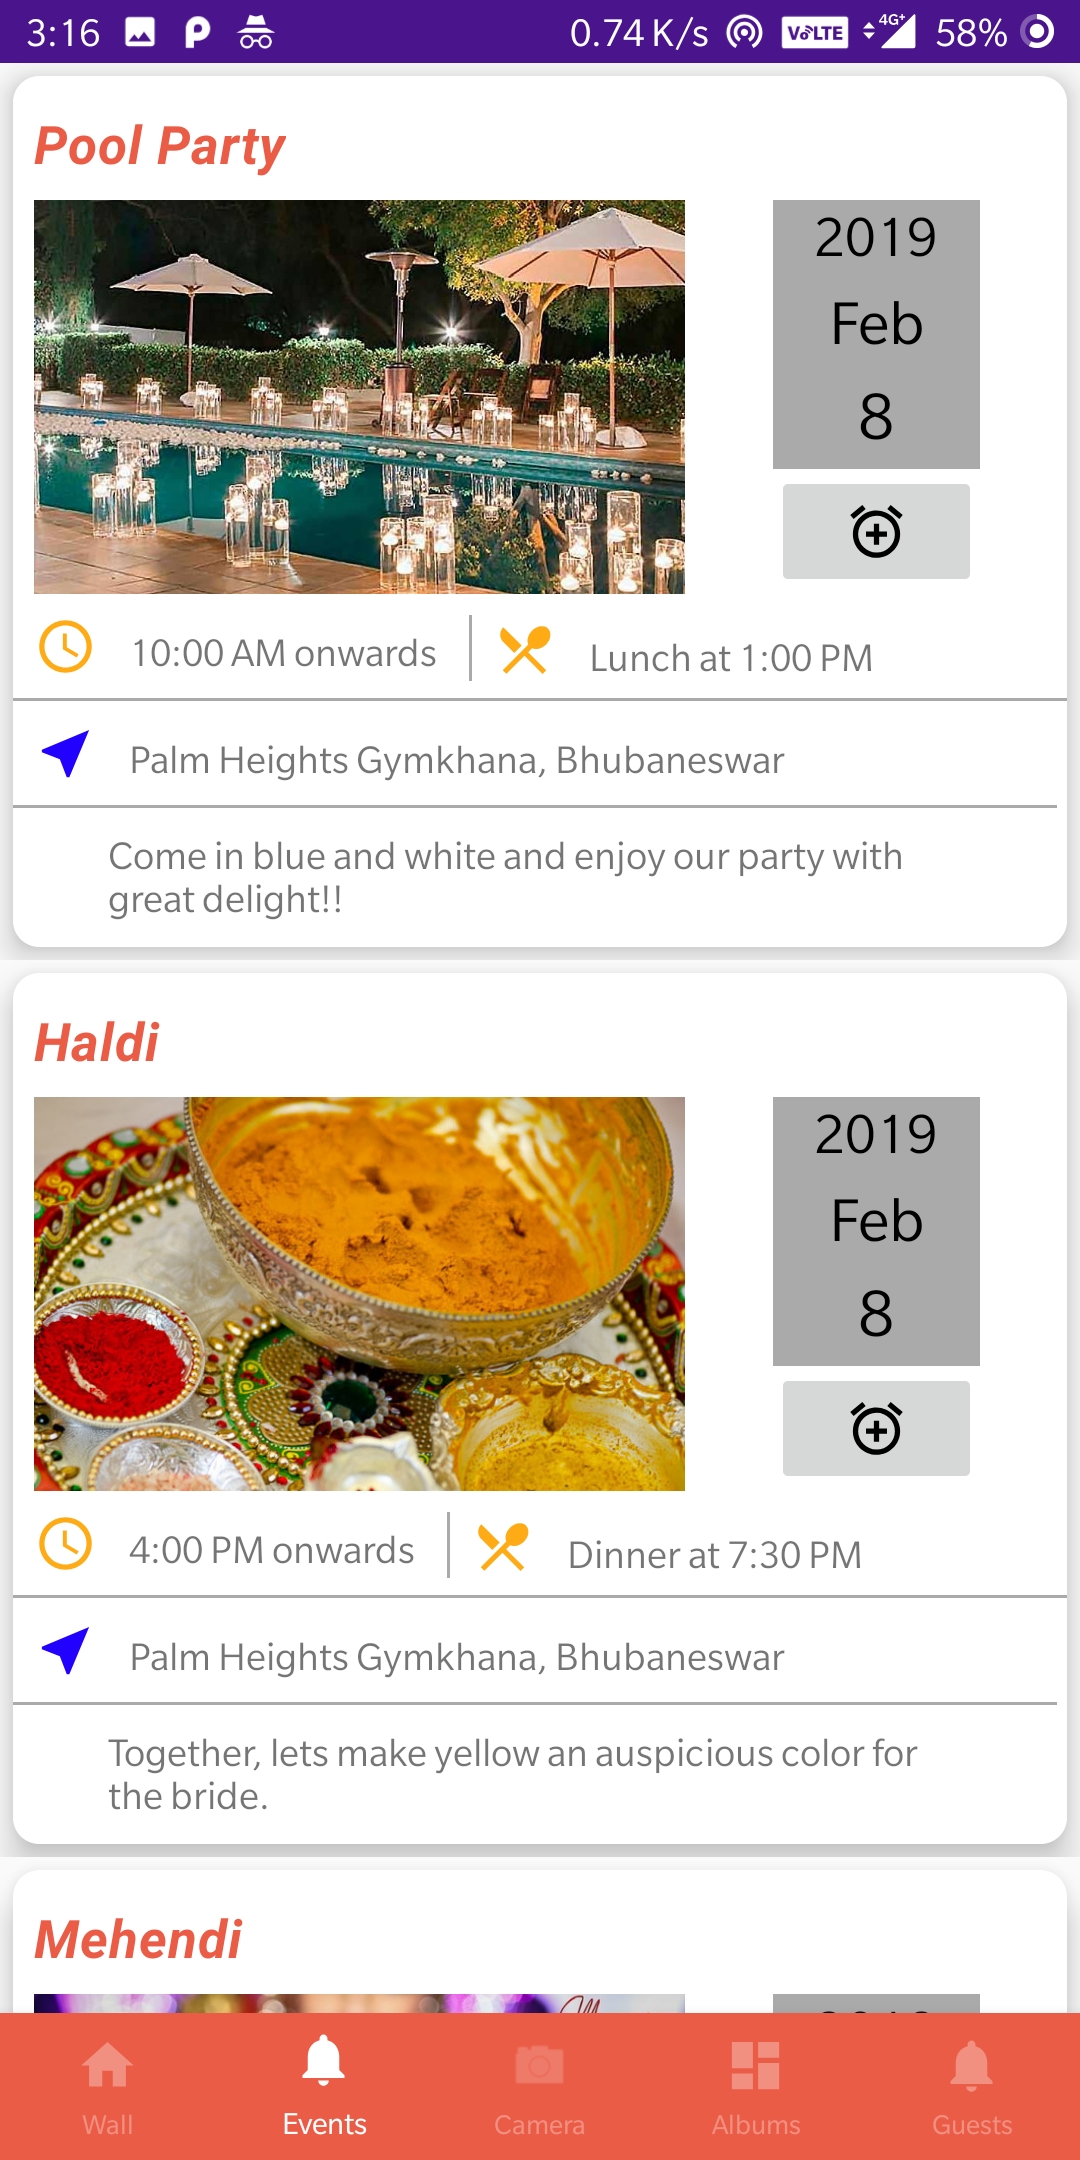 3:16 0.74 K/s VoLTE 4G+ 58%
Pool Party
2019
Feb
8
10:00 AM onwards Lunch at 1:00 PM
Palm Heights Gymkhana, Bhubaneswar
Come in blue and white and enjoy our party with
great delight!!
Haldi
2019
Feb
8
4:00 PM onwards Dinner at 7:30 PM
Palm Heights Gymkhana, Bhubaneswar
Together, lets make yellow an auspicious color for
the bride.
Mehendi
Wall Events Camera Albums Guests